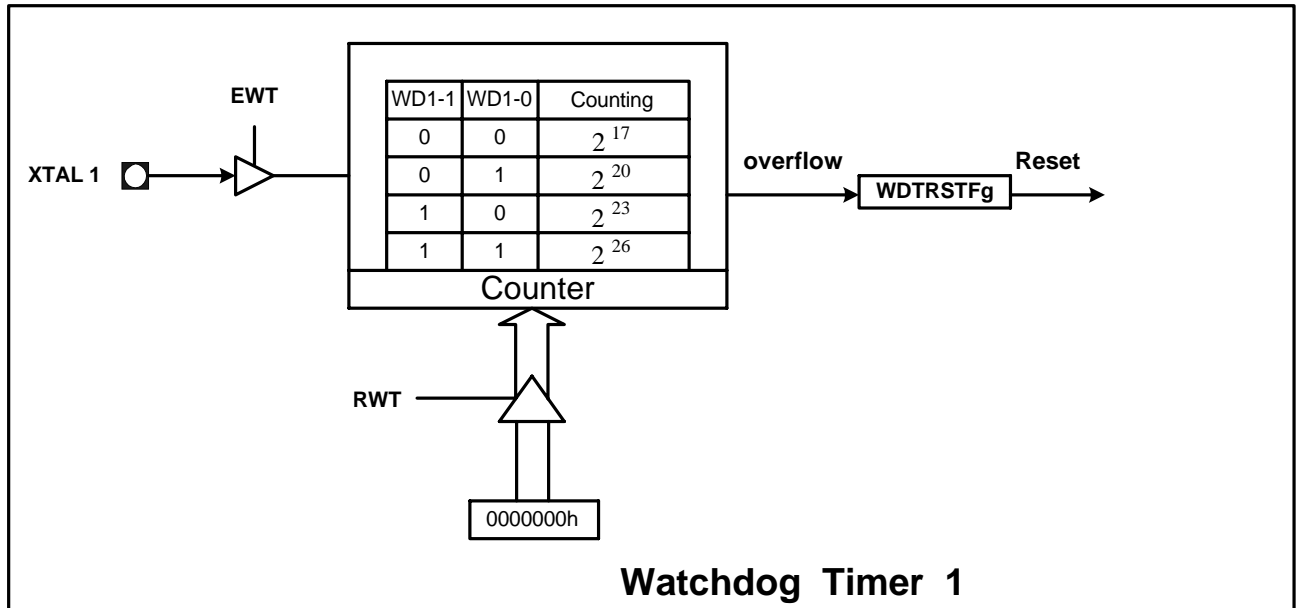 EWT
XTAL 1
WD1-1 WD1-0 Counting
0 0 2^17
0 1 2^20
1 0 2^23
1 1 2^26
Counter
overflow
WDTRSTFg
Reset
RWT
0000000h
Watchdog Timer 1